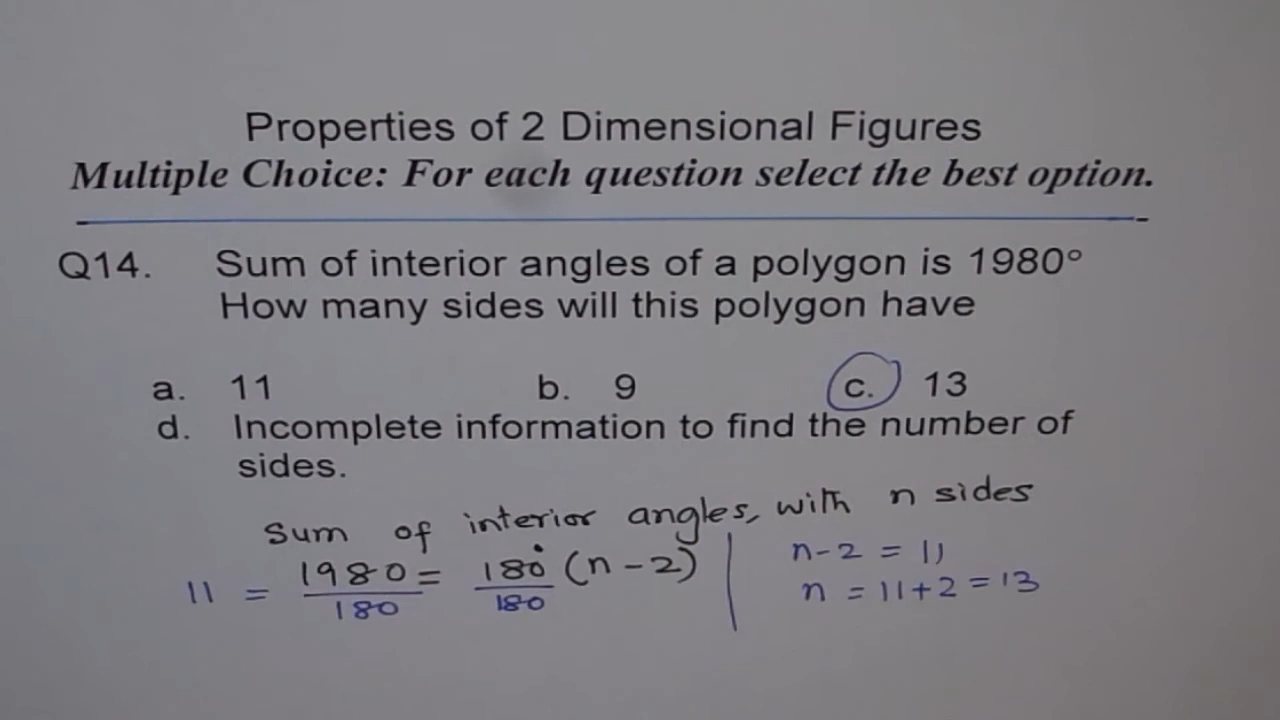 Properties of 2 Dimensional Figures
Multiple Choice: For each question select the best option.
Q14. Sum of interior angles of a polygon is 1980°
How many sides will this polygon have
a. 11 b. 9 c. 13
d. Incomplete information to find the number of
sides.
Sum of interior angles, with n sides
11 = 1980/180 = 180°/180 (n-2)
n-2 = 11
n = 11+2 = 13